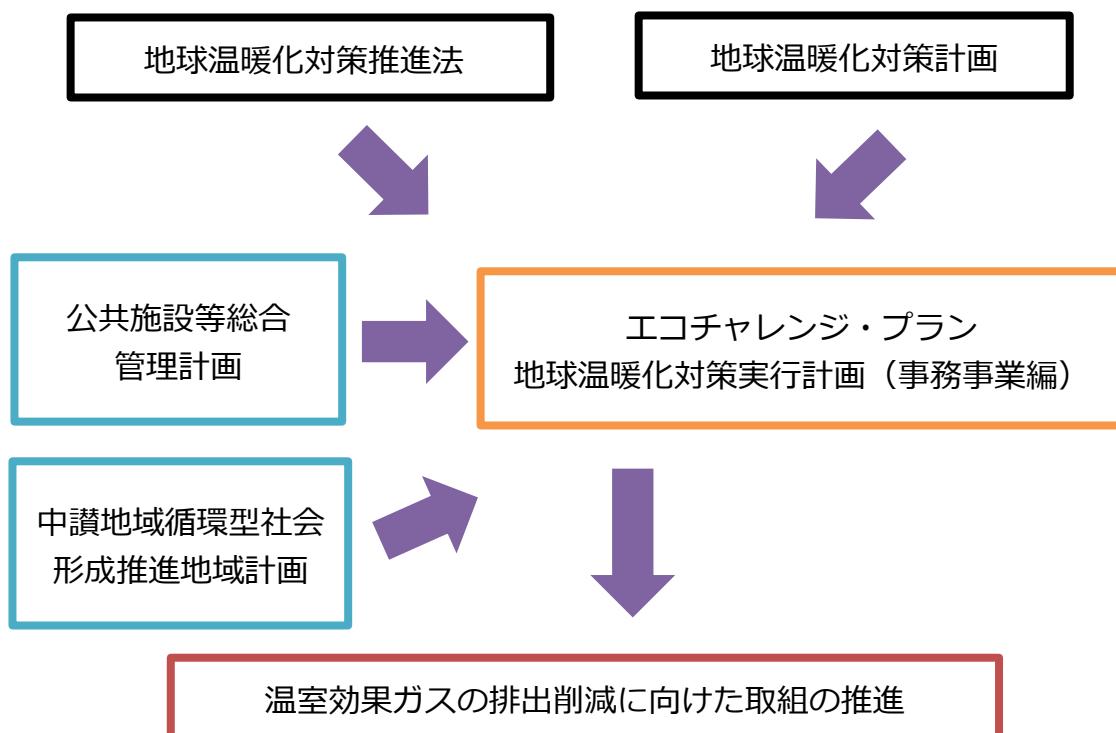 地球温暖化対策推進法
地球温暖化対策計画
公共施設等総合
管理計画
エコチャレンジ・プラン
地球温暖化対策実行計画（事務事業編）
中讃地域循環型社会
形成推進地域計画
温室効果ガスの排出削減に向けた取組の推進